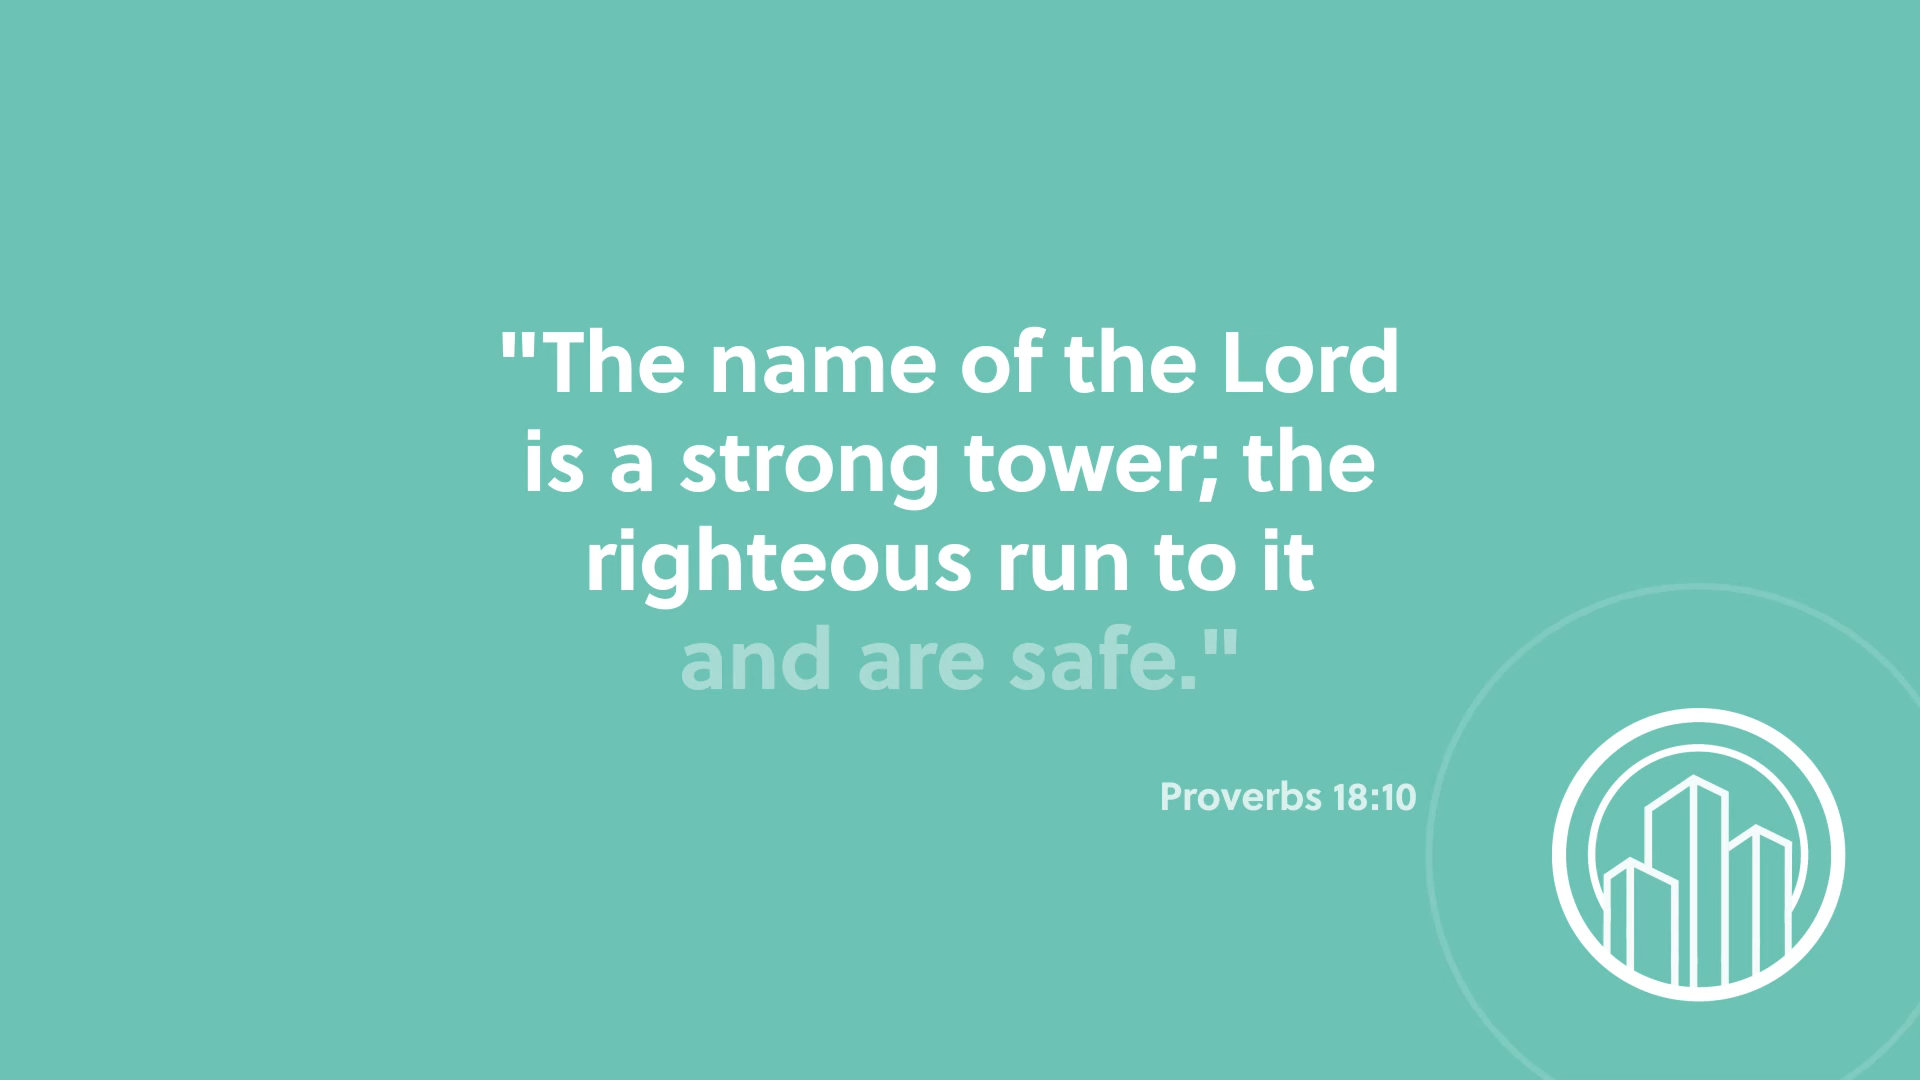 "The name of the Lord
is a strong tower; the
righteous run to it
and are safe."
Proverbs 18:10